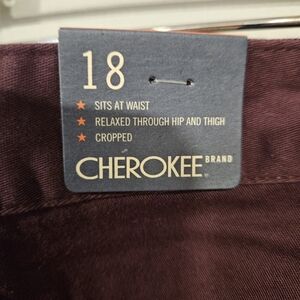 18
SITS AT WAIST
RELAXED THROUGH HIP AND THIGH
CROPPED
CHEROKEE BRAND